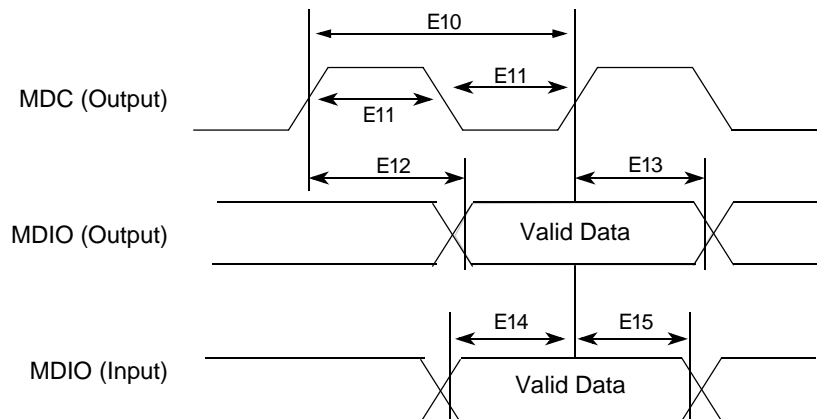 E10
MDC (Output)
E11
E11
E12
E13
MDIO (Output)
Valid Data
E14
E15
MDIO (Input)
Valid Data